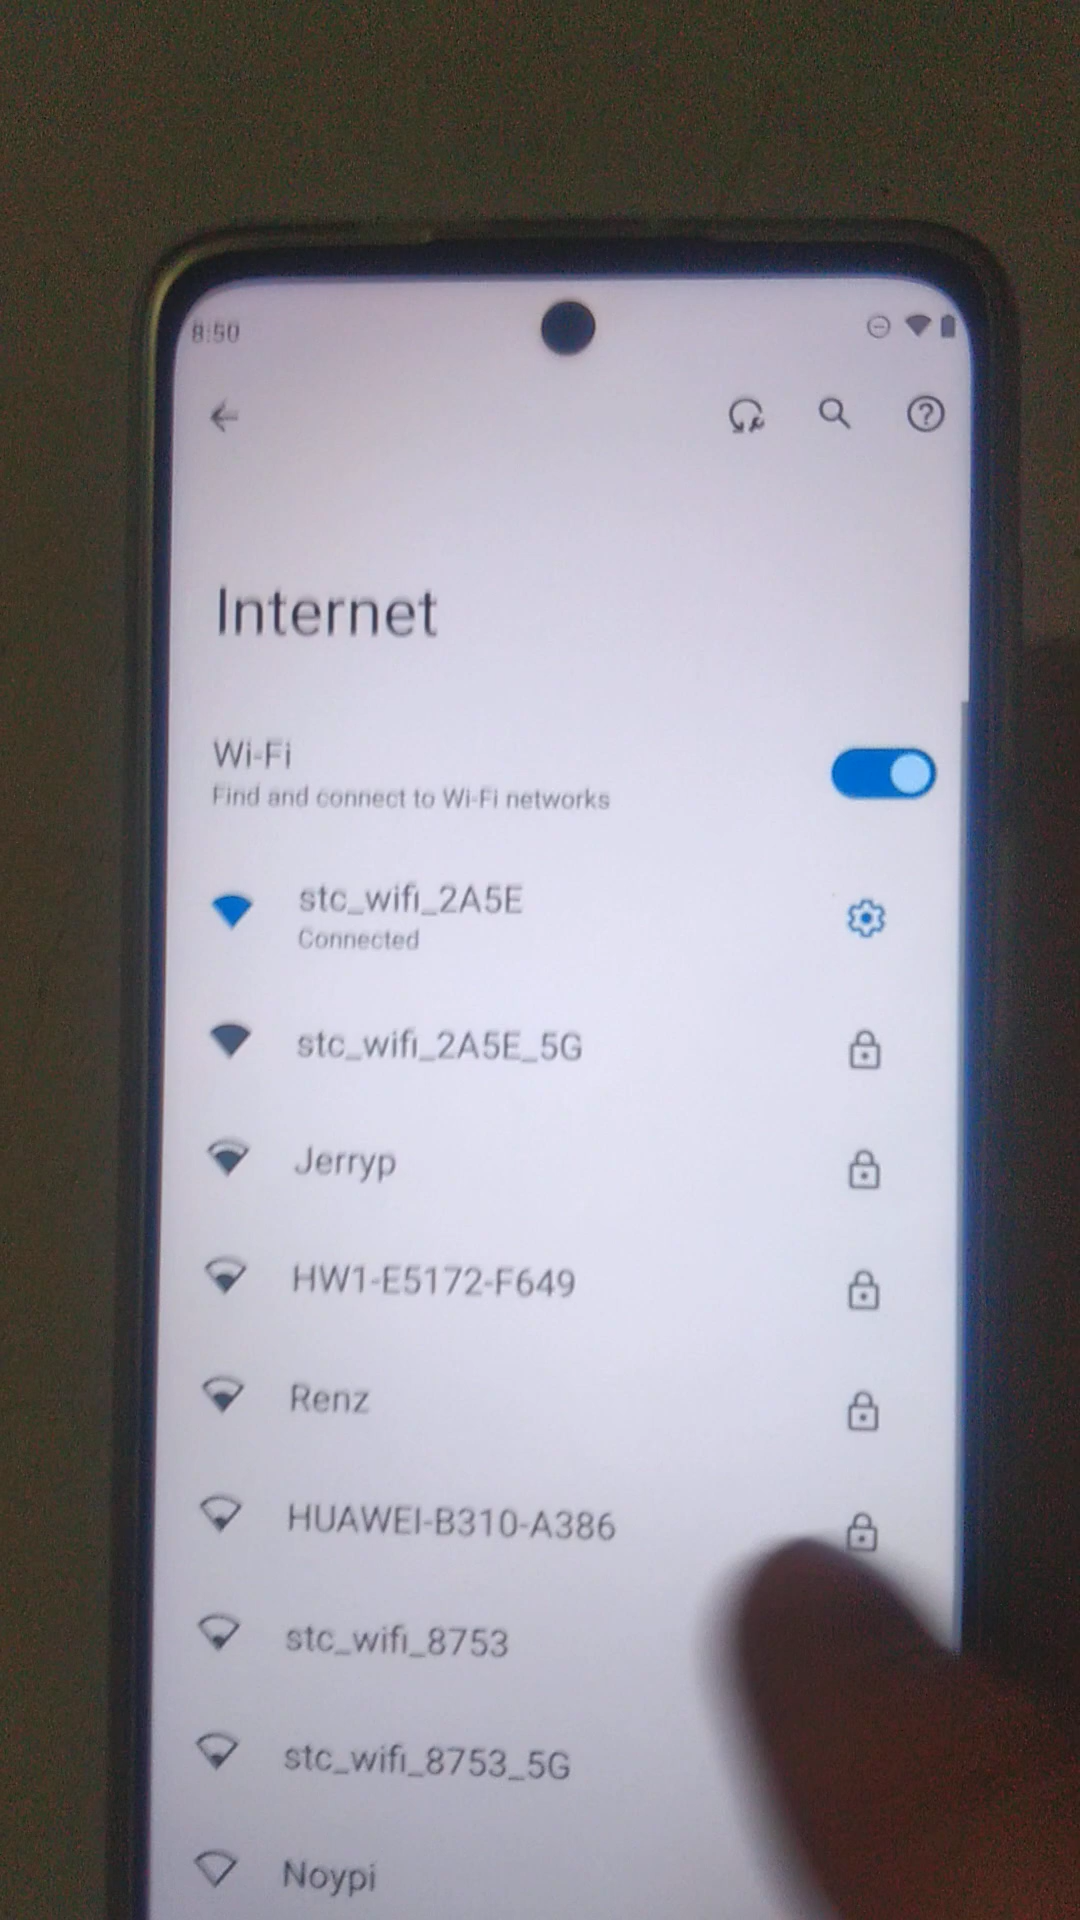 8:50
Internet
Wi-Fi
Find and connect to Wi-Fi networks
stc_wifi_2A5E
Connected
stc_wifi_2A5E_5G
Jerryp
HW1-E5172-F649
Renz
HUAWEI-B310-A386
stc_wifi_8753
stc_wifi_8753_5G
Noypi